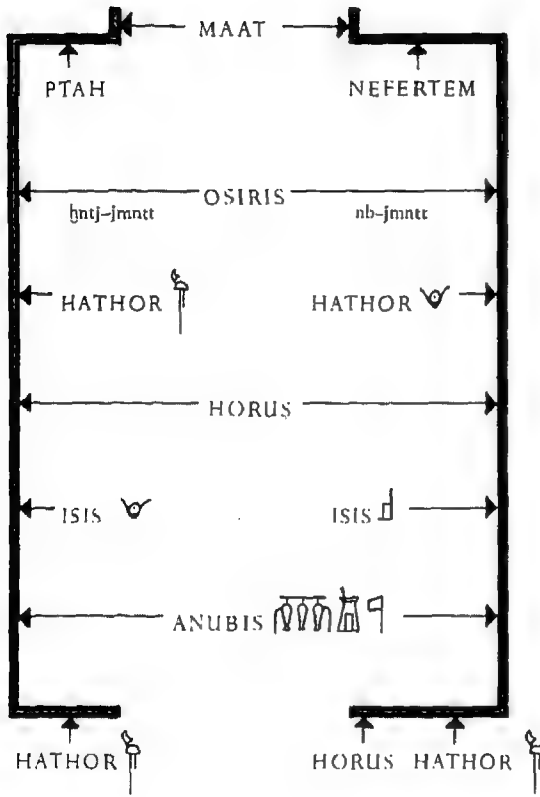 MAAT
PTAH NEFERTEM
OSIRIS
ḫntj-jmntt nb-jmntt
HATHOR HATHOR
HORUS
ISIS ISIS
ANUBIS
HATHOR HORUS HATHOR